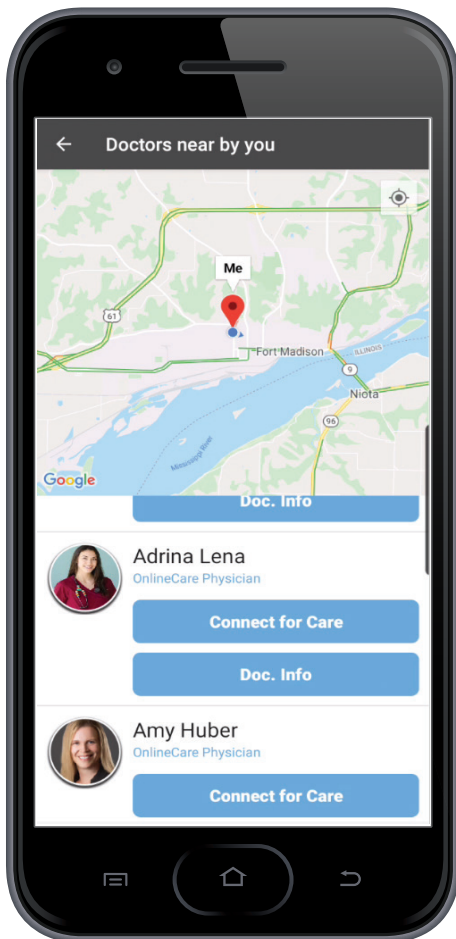 Doctors near by you
Me
61
Fort Madison
ILLINOIS
9
Niota
96
Mississippi River
Google
Doc. Info
Adrina Lena
OnlineCare Physician
Connect for Care
Doc. Info
Amy Huber
OnlineCare Physician
Connect for Care